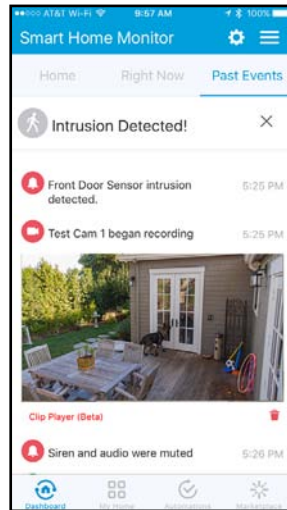 AT&T Wi-Fi 9:57 AM 100%
Smart Home Monitor
Home Right Now Past Events
Intrusion Detected!
Front Door Sensor intrusion 5:25 PM
detected.
Test Cam 1 began recording 5:25 PM
Clip Player (Beta)
Siren and audio were muted 5:26 PM
Dashboard My Home Automations Marketplace